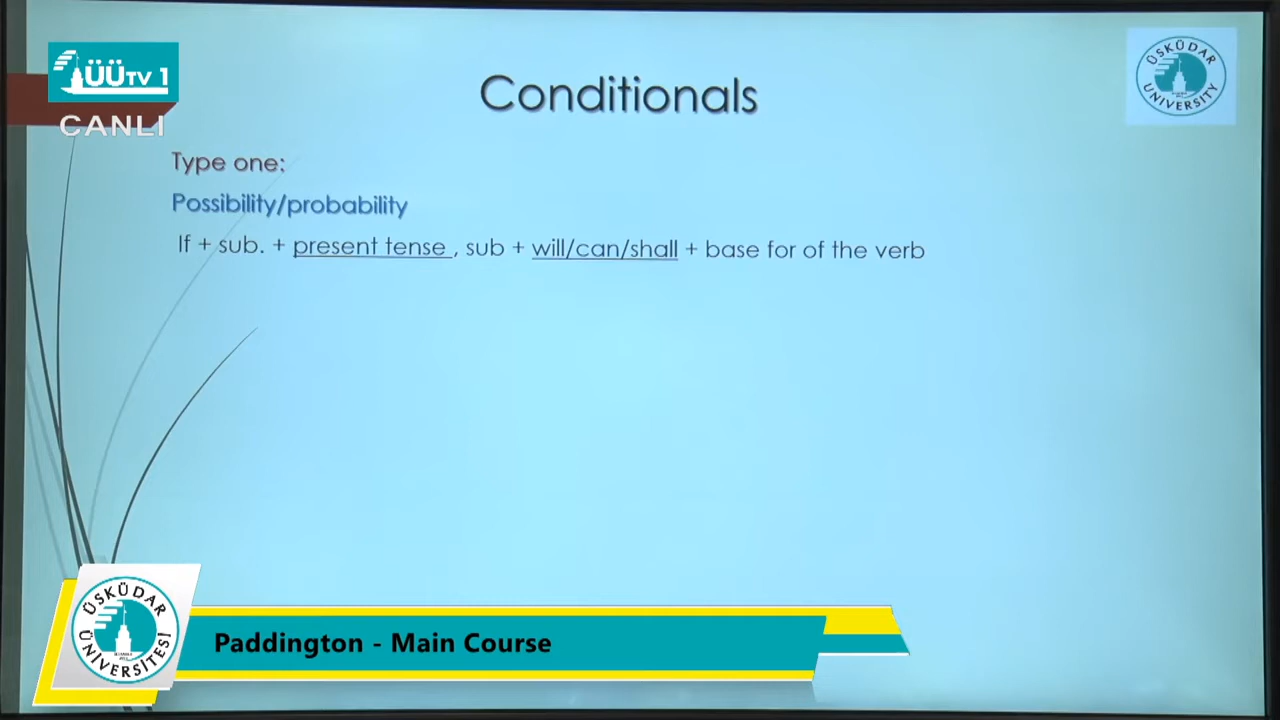 ÜÜTV 1
CANLI
Conditionals
ÜSKÜDAR
UNIVERSITY
Type one:
Possibility/probability
If + sub. + present tense , sub + will/can/shall + base for of the verb
ÜSKÜDAR
ÜNİVERSİTESİ
Paddington - Main Course